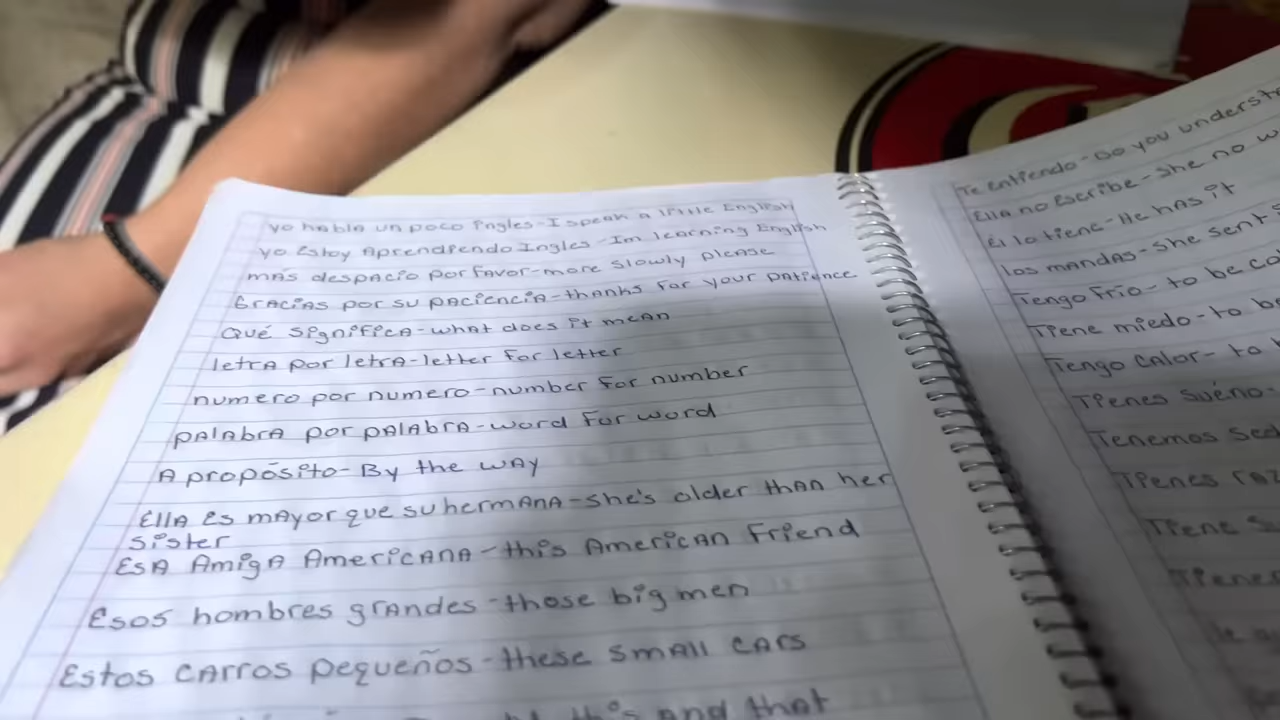 yo hablo un poco Ingles-I speak a little English
yo Estoy Aprendiendo Ingles-Im learning English
más despacio por favor-more slowly please
Gracias por su paciencia-thanks for your patience
Qué significa-what does it mean
letra por letra-letter for letter
numero por numero-number for number
palabra por palabra-word for word
A propósito-By the way
Ella es mayor que su hermana-she's older than her
sister
Esa Amiga Americana-this American Friend
Esos hombres grandes-those big men
Estos carros pequeños-these small cars
and that
Te entiendo-Do you
Ella no Escribe-she no
Él lo tiene-He has it
los mandas-she sents
Tengo Frío-to be
Tiene miedo-to
Tengo calor-to
Tienes suéno-
Tenemos
Tienes
Tiene